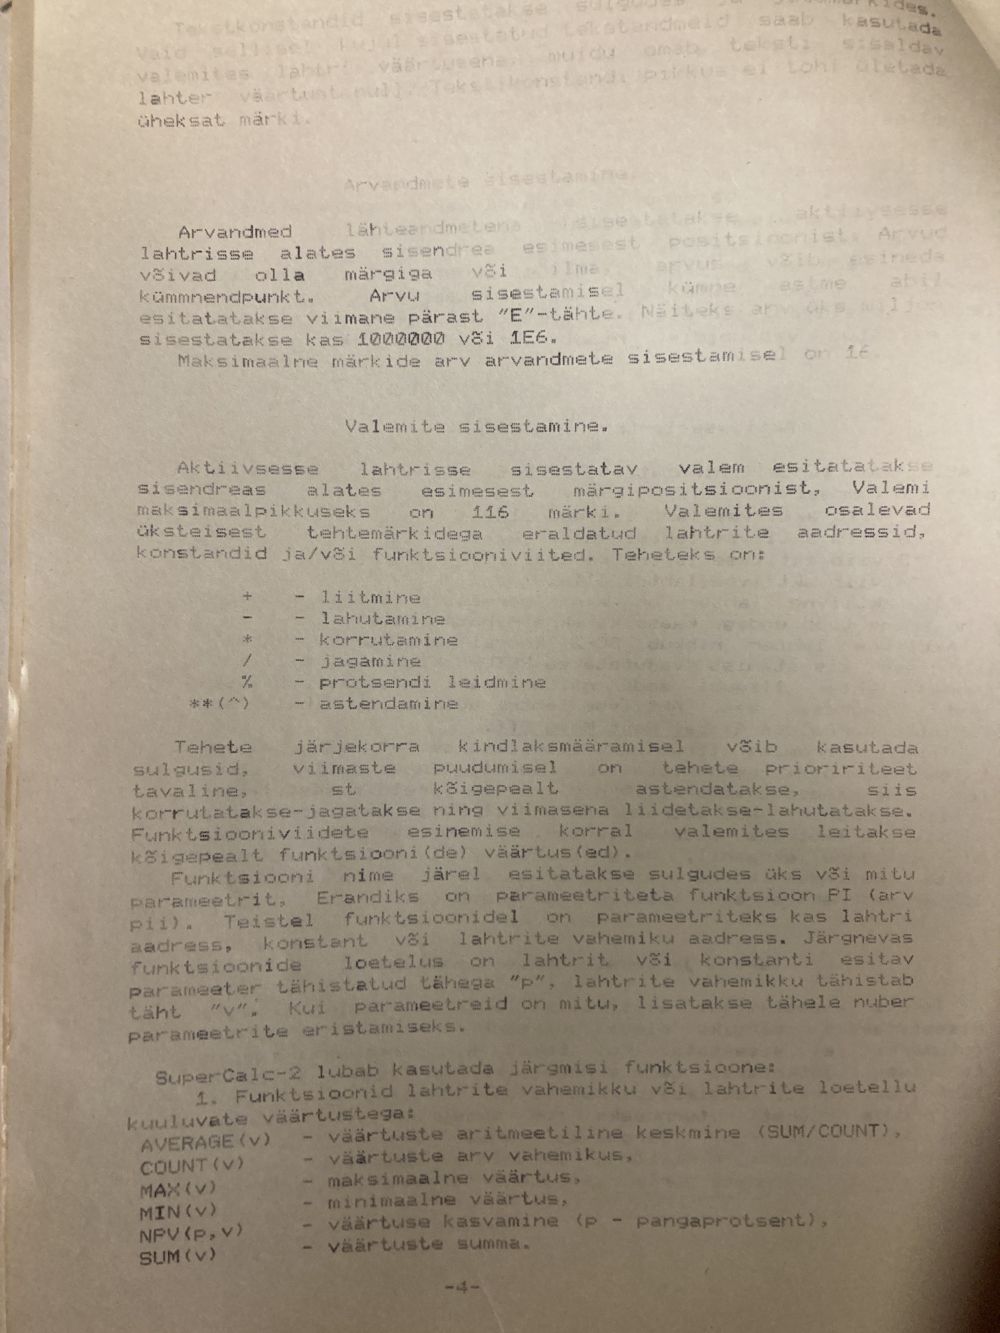 Tekstkonstandid sisestatakse
Vaid sellisel kujul sisestatud tekstandmeid saab kasutada
valemites lahtri väärtusena, muidu omab teksti sisaldav
lahter väärtust null. Tekstikonstandi pikkus ei tohi ületada
üheksat märki.
Arvandmete sisestamine.
Arvandmed lähteandmetena sisestatakse aktiivsesse
lahtrisse alates sisendrea esimesest positsioonist. Arvud
võivad olla märgiga või ilma, arvus võib esineda
kümmnendpunkt. Arvu sisestamisel kümne astme abil
esitatatakse viimane pärast "E"-tähte. Näiteks arv üks miljon
sisestatakse kas 1000000 või 1E6.
Maksimaalne märkide arv arvandmete sisestamisel on 16
Valemite sisestamine.
Aktiivsesse lahtrisse sisestatav valem esitatatakse
sisendreas alates esimesest märgipositsioonist, Valemi
maksimaalpikkuseks on 116 märki. Valemites osalevad
üksteisest tehtemärkidega eraldatud lahtrite aadressid,
konstandid ja/või funktsiooniviited. Teheteks on:
+ - liitmine
- - lahutamine
* - korrutamine
/ - jagamine
% - protsendi leidmine
**(^) - astendamine
Tehete järjekorra kindlaksmääramisel võib kasutada
sulgusid, viimaste puudumisel on tehete prioririteet
tavaline, st kõigepealt astendatakse, siis
korrutatakse-jagatakse ning viimasena liidetakse-lahutatakse.
Funktsiooniviidete esinemise korral valemites leitakse
kõigepealt funktsiooni(de) väärtus(ed).
Funktsiooni nime järel esitatakse sulgudes üks või mitu
parameetrit, Erandiks on parameetriteta funktsioon PI (arv
pii). Teistel funktsioonidel on parameetriteks kas lahtri
aadress, konstant või lahtrite vahemiku aadress. Järgnevas
funktsioonide loetelus on lahtrit või konstanti esitav
parameeter tähistatud tähega "p", lahtrite vahemikku tähistab
täht "v". Kui parameetreid on mitu, lisatakse tähele nuber
parameetrite eristamiseks.
SuperCalc-2 lubab kasutada järgmisi funktsioone:
1. Funktsioonid lahtrite vahemikku või lahtrite loetellu
kuuluvate väärtustega:
AVERAGE(v) - väärtuste aritmeetiline keskmine (SUM/COUNT),
COUNT(v) - väärtuste arv vahemikus,
MAX(v) - maksimaalne väärtus,
MIN(v) - minimaalne väärtus,
NPV(p,v) - väärtuse kasvamine (p - pangaprotsent),
SUM(v) - väärtuste summa.
-4-